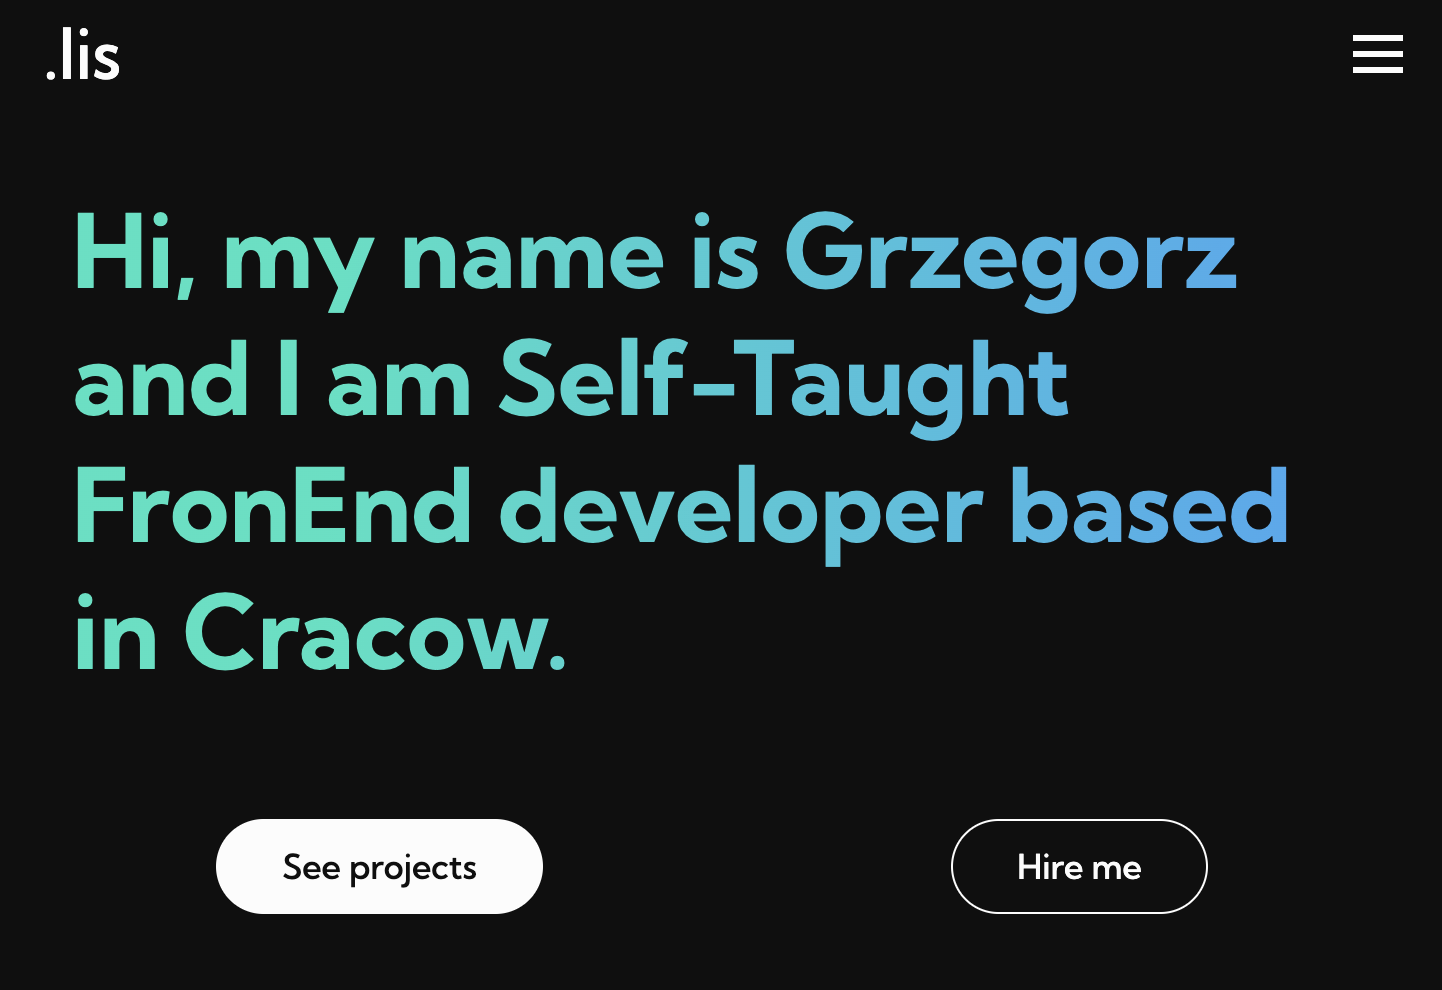 .lis
Hi, my name is Grzegorz
and I am Self-Taught
FronEnd developer based
in Cracow.
See projects
Hire me